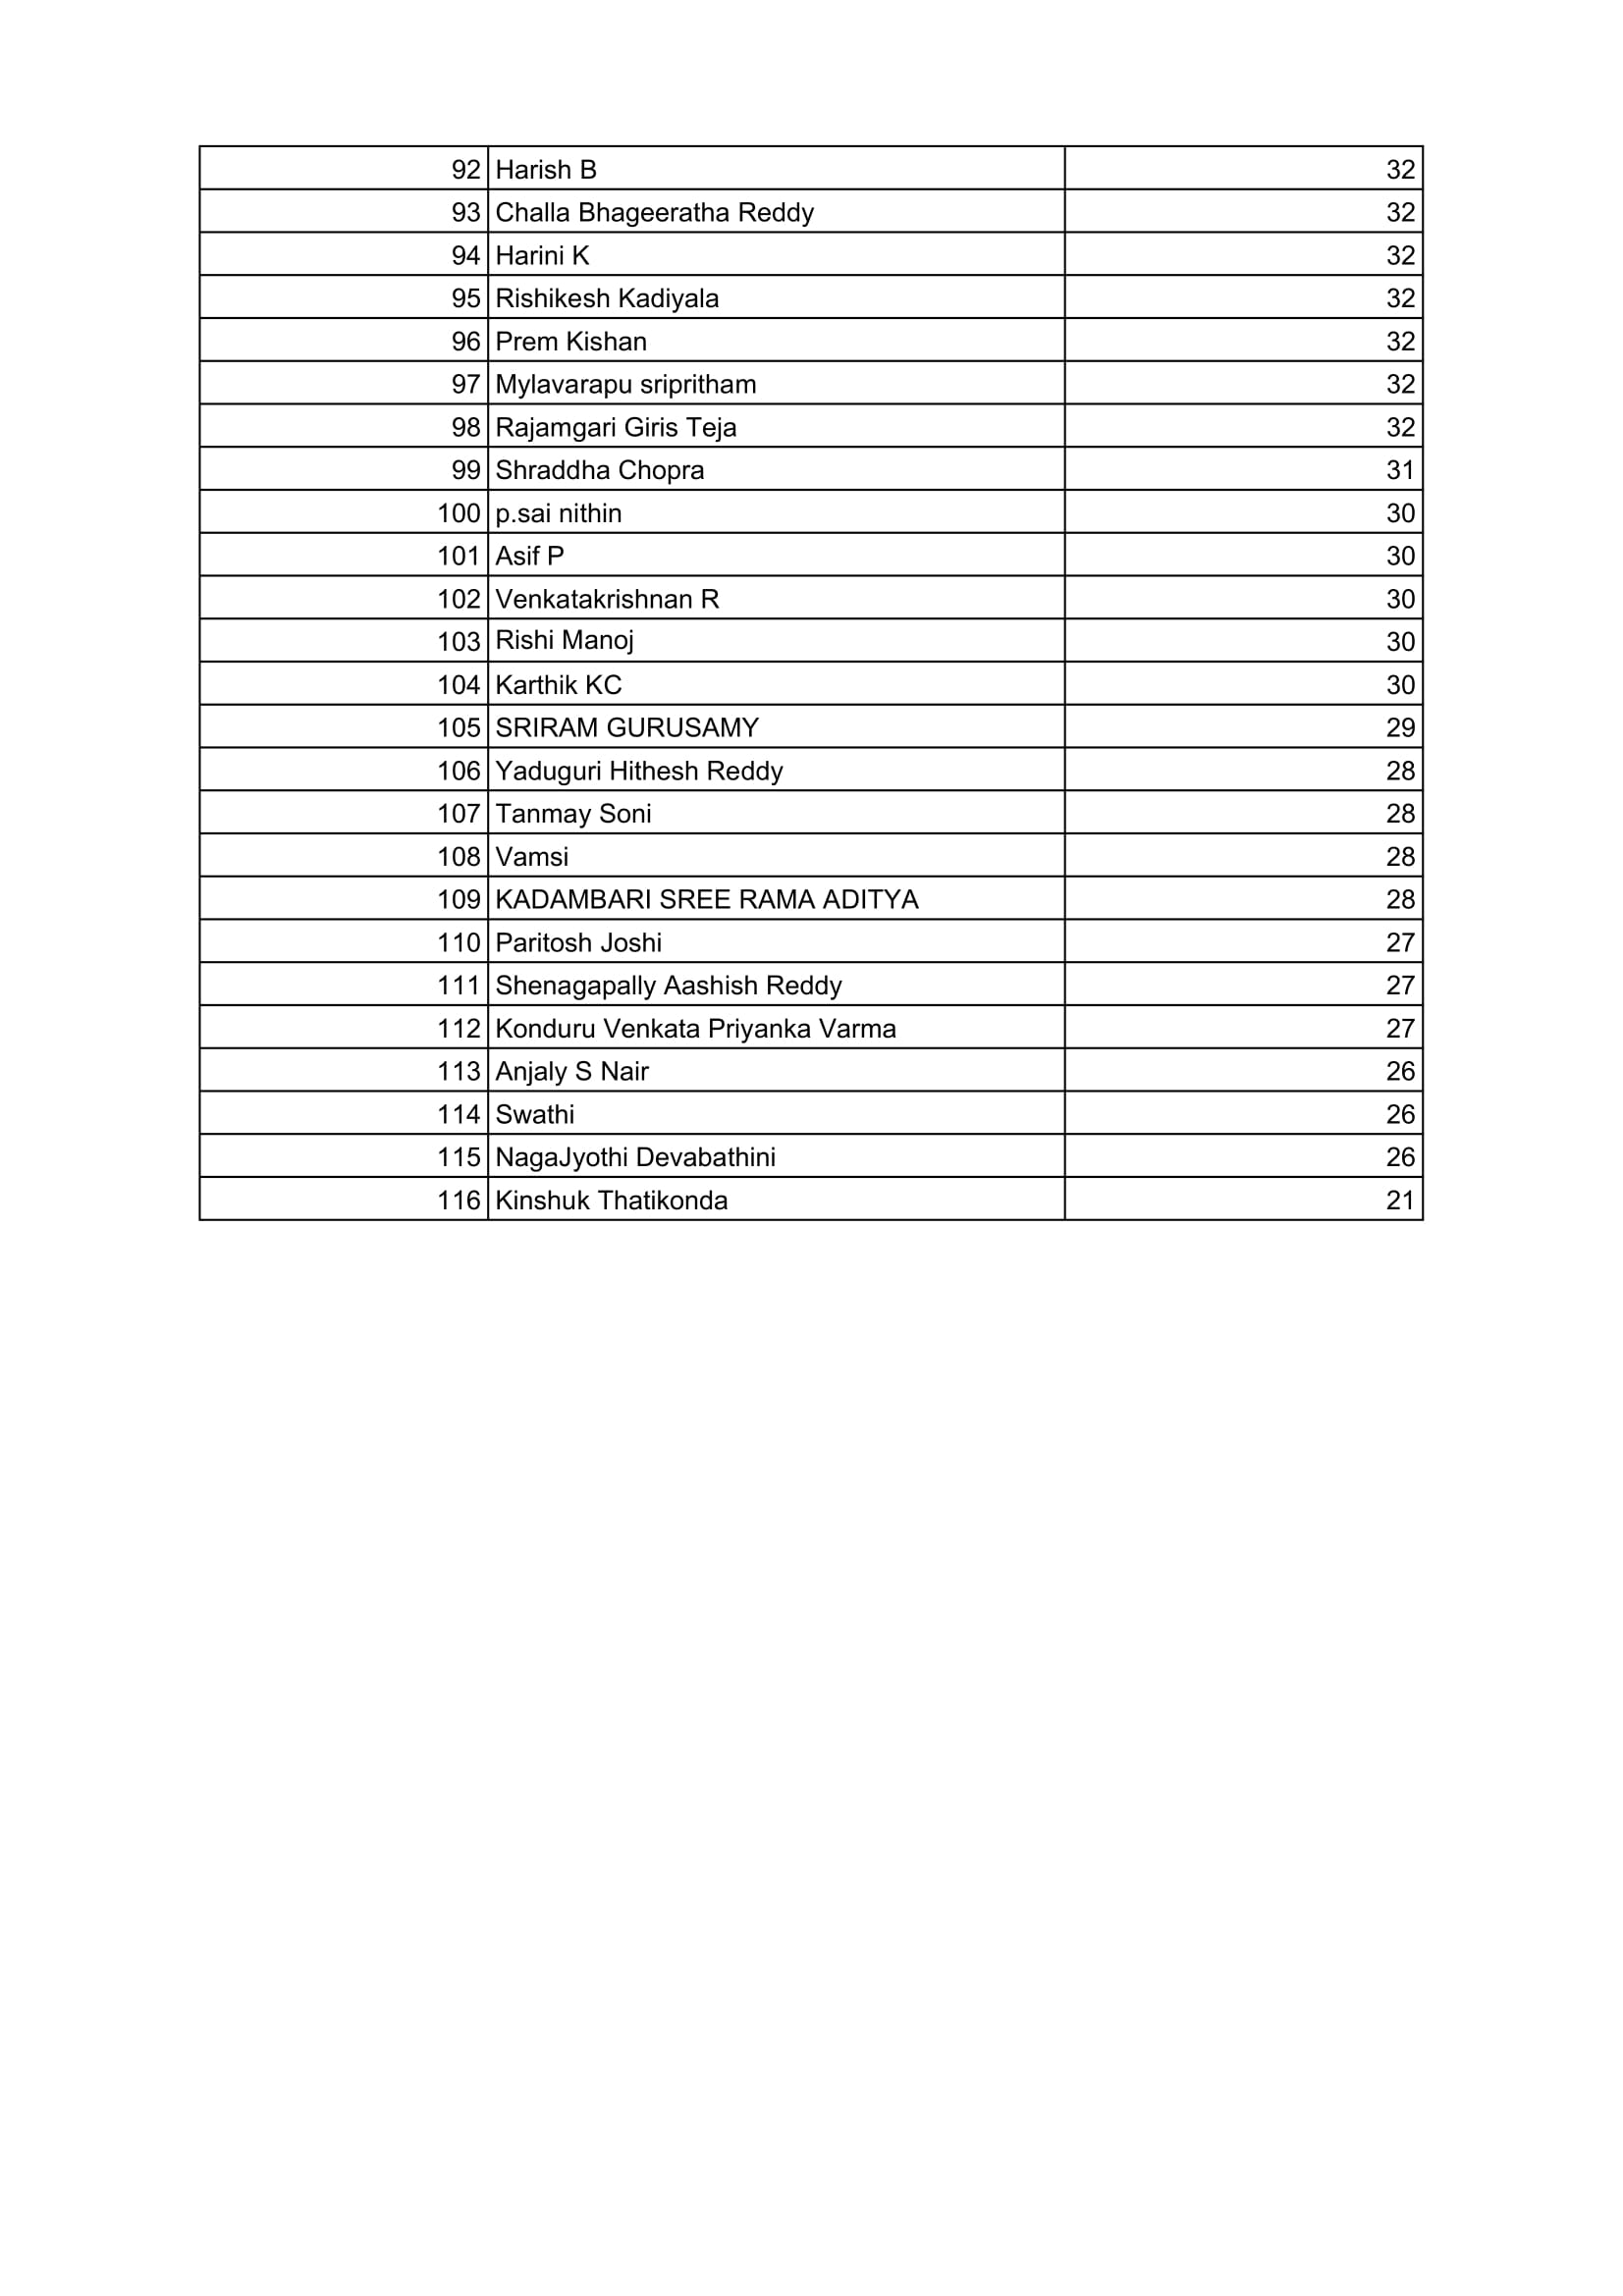 92 Harish B 32
93 Challa Bhageeratha Reddy 32
94 Harini K 32
95 Rishikesh Kadiyala 32
96 Prem Kishan 32
97 Mylavarapu sripritham 32
98 Rajamgari Giris Teja 32
99 Shraddha Chopra 31
100 p.sai nithin 30
101 Asif P 30
102 Venkatakrishnan R 30
103 Rishi Manoj 30
104 Karthik KC 30
105 SRIRAM GURUSAMY 29
106 Yaduguri Hithesh Reddy 28
107 Tanmay Soni 28
108 Vamsi 28
109 KADAMBARI SREE RAMA ADITYA 28
110 Paritosh Joshi 27
111 Shenagapally Aashish Reddy 27
112 Konduru Venkata Priyanka Varma 27
113 Anjaly S Nair 26
114 Swathi 26
115 NagaJyothi Devabathini 26
116 Kinshuk Thatikonda 21